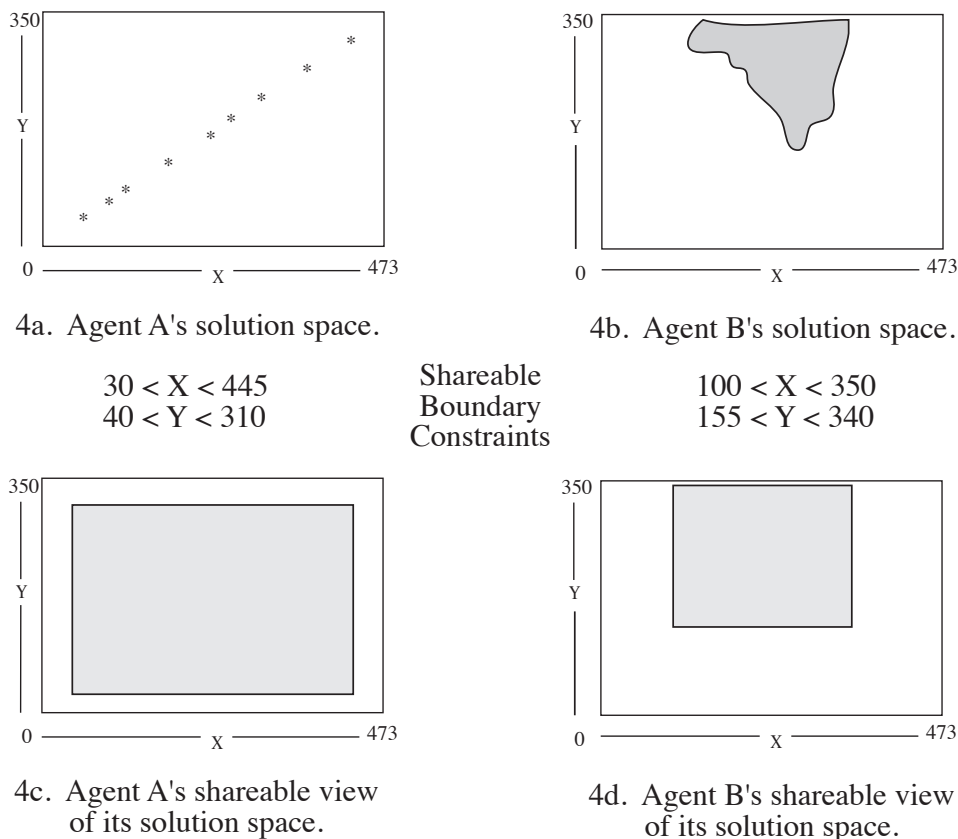 350
Y
0
X
473
4a. Agent A's solution space.
350
Y
0
X
473
4b. Agent B's solution space.
30 < X < 445
40 < Y < 310
Shareable
Boundary
Constraints
100 < X < 350
155 < Y < 340
350
Y
0
X
473
4c. Agent A's shareable view
of its solution space.
350
Y
0
X
473
4d. Agent B's shareable view
of its solution space.